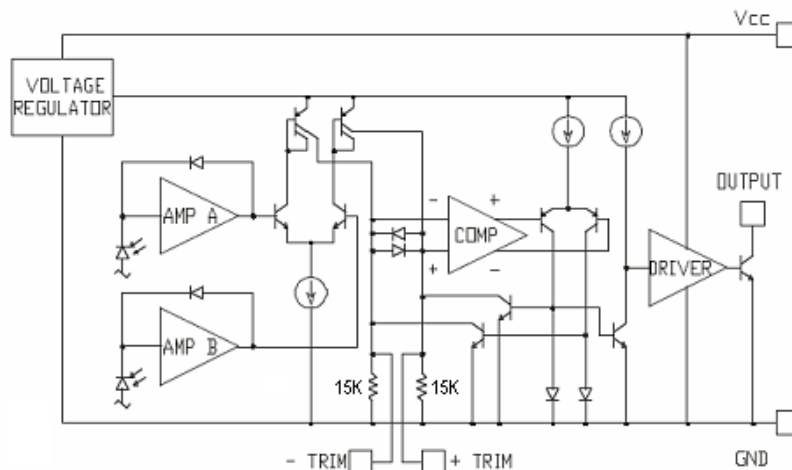 Vcc
VOLTAGE
REGULATOR
OUTPUT
AMP A
-
+
COMP
+
-
DRIVER
AMP B
15K
15K
- TRIM
+ TRIM
GND